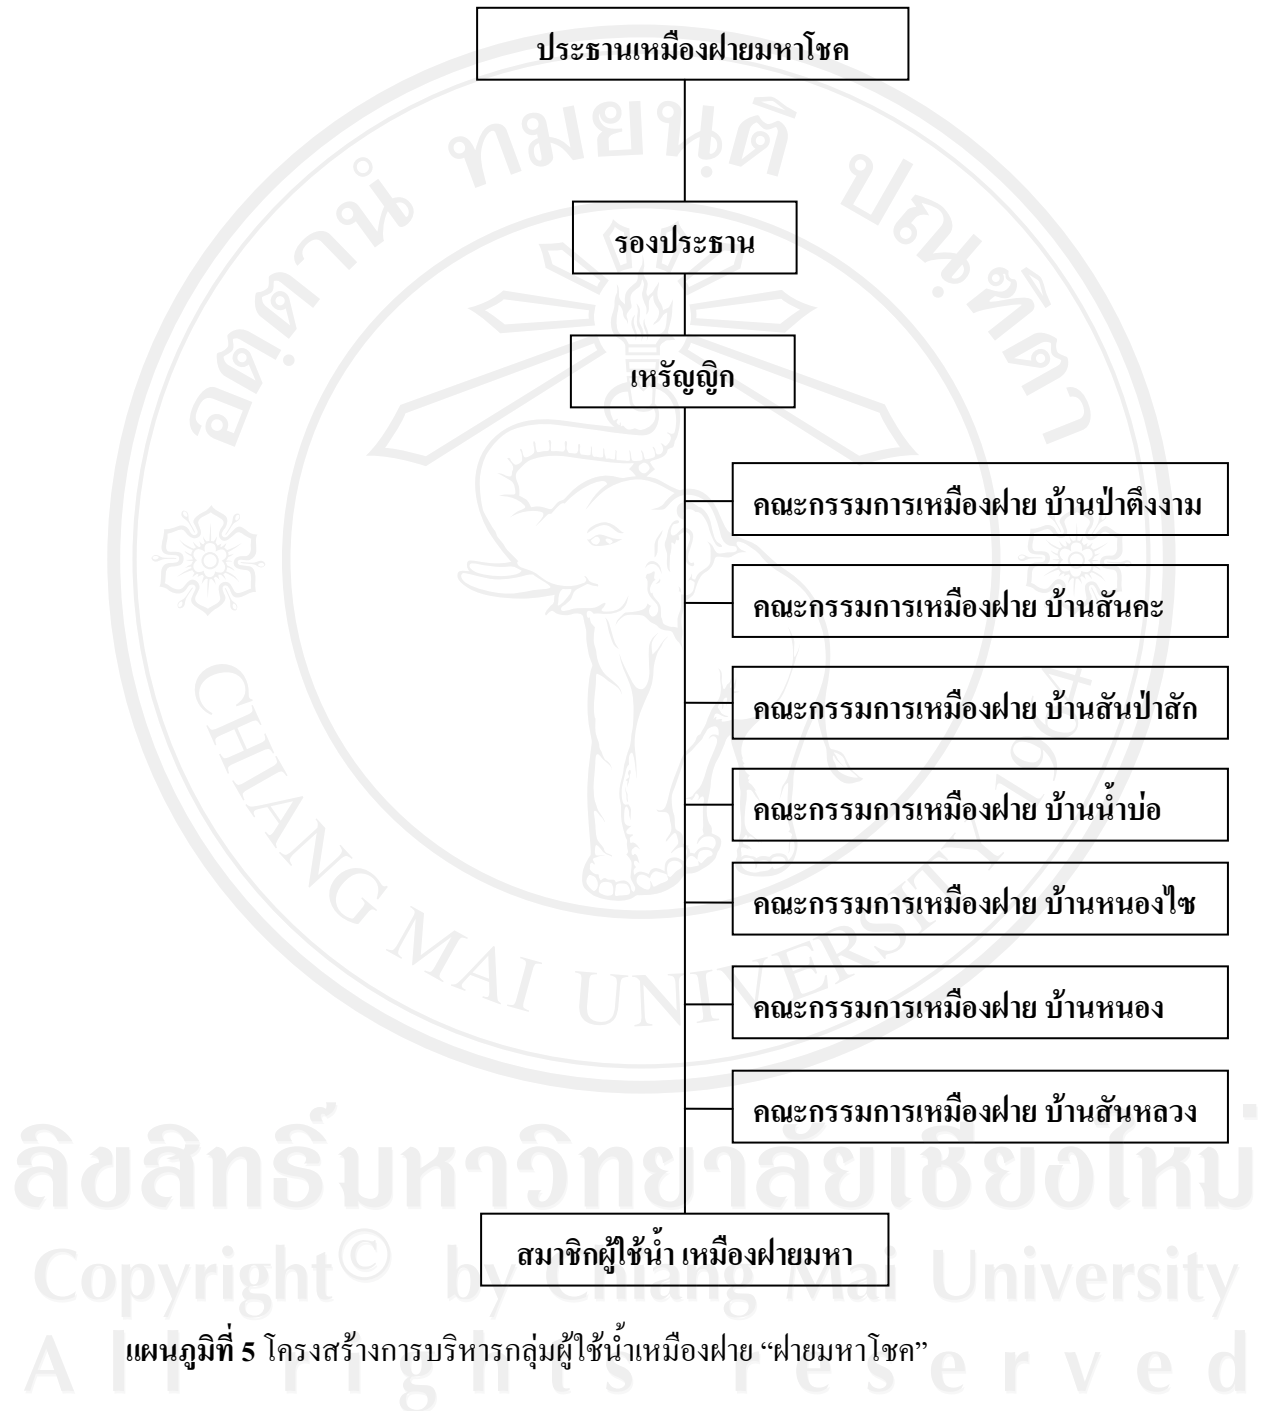 ประธานเหมืองฝายมหาโชค
รองประธาน
เหรัญญิก
คณะกรรมการเหมืองฝาย บ้านป่าตึงงาม
คณะกรรมการเหมืองฝาย บ้านสันคะ
คณะกรรมการเหมืองฝาย บ้านสันป่าสัก
คณะกรรมการเหมืองฝาย บ้านน้ำบ่อ
คณะกรรมการเหมืองฝาย บ้านหนองไซ
คณะกรรมการเหมืองฝาย บ้านหนอง
คณะกรรมการเหมืองฝาย บ้านสันหลวง
สมาชิกผู้ใช้น้ำ เหมืองฝายมหา
แผนภูมิที่ 5 โครงสร้างการบริหารกลุ่มผู้ใช้น้ำเหมืองฝาย “ฝายมหาโชค”
อตฺตานํ ทมยนฺติ ปณฺฑิตา
CHIANG MAI UNIVERSITY 1964
ลิขสิทธิ์มหาวิทยาลัยเชียงใหม่
Copyright© by Chiang Mai University
All rights reserved